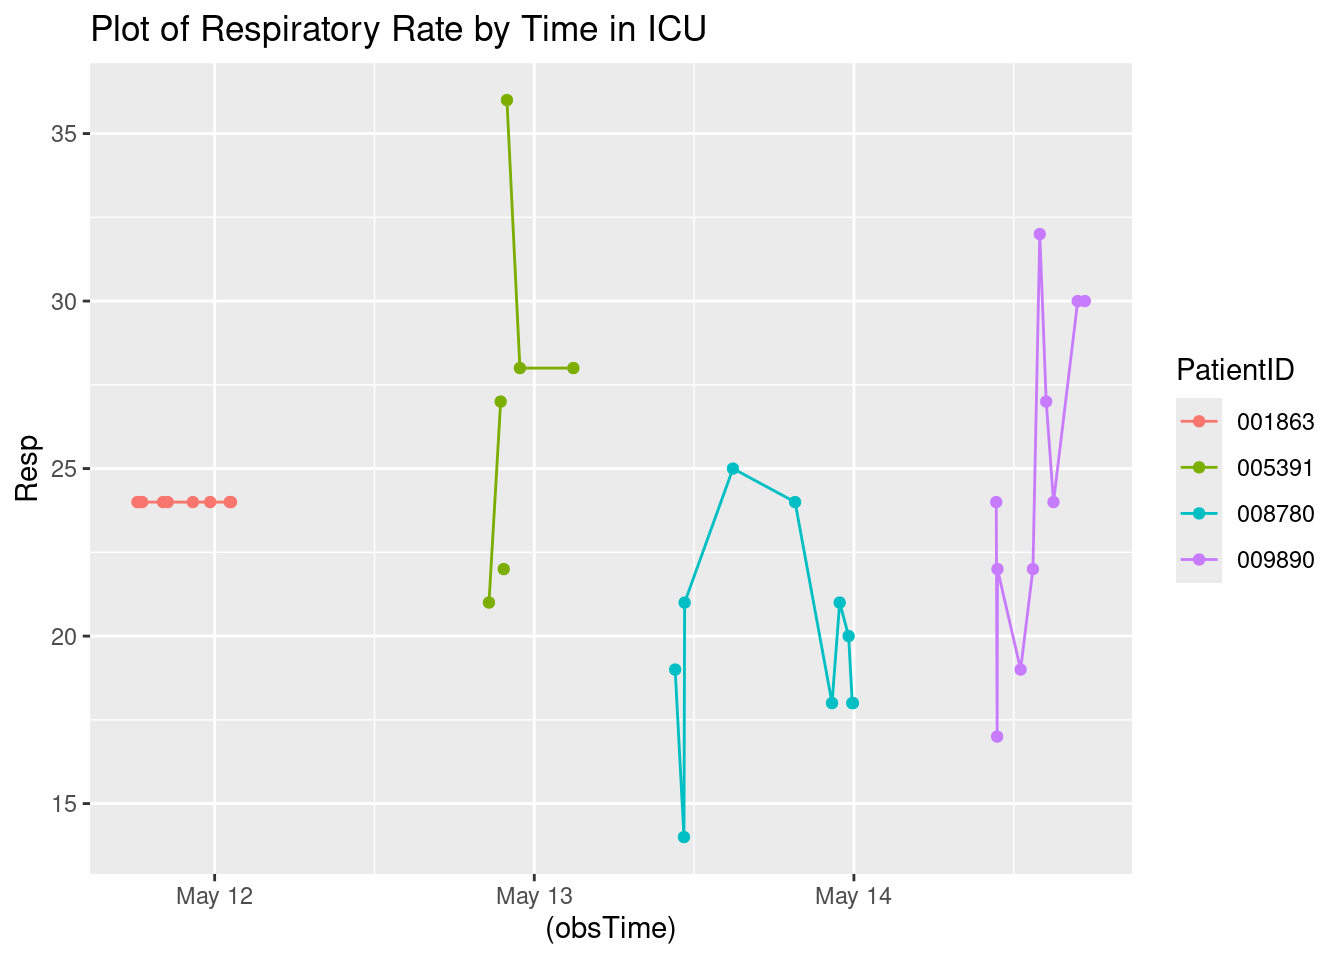 Plot of Respiratory Rate by Time in ICU
35
30
25
20
15
Resp
May 12
May 13
May 14
(obsTime)
PatientID
001863
005391
008780
009890